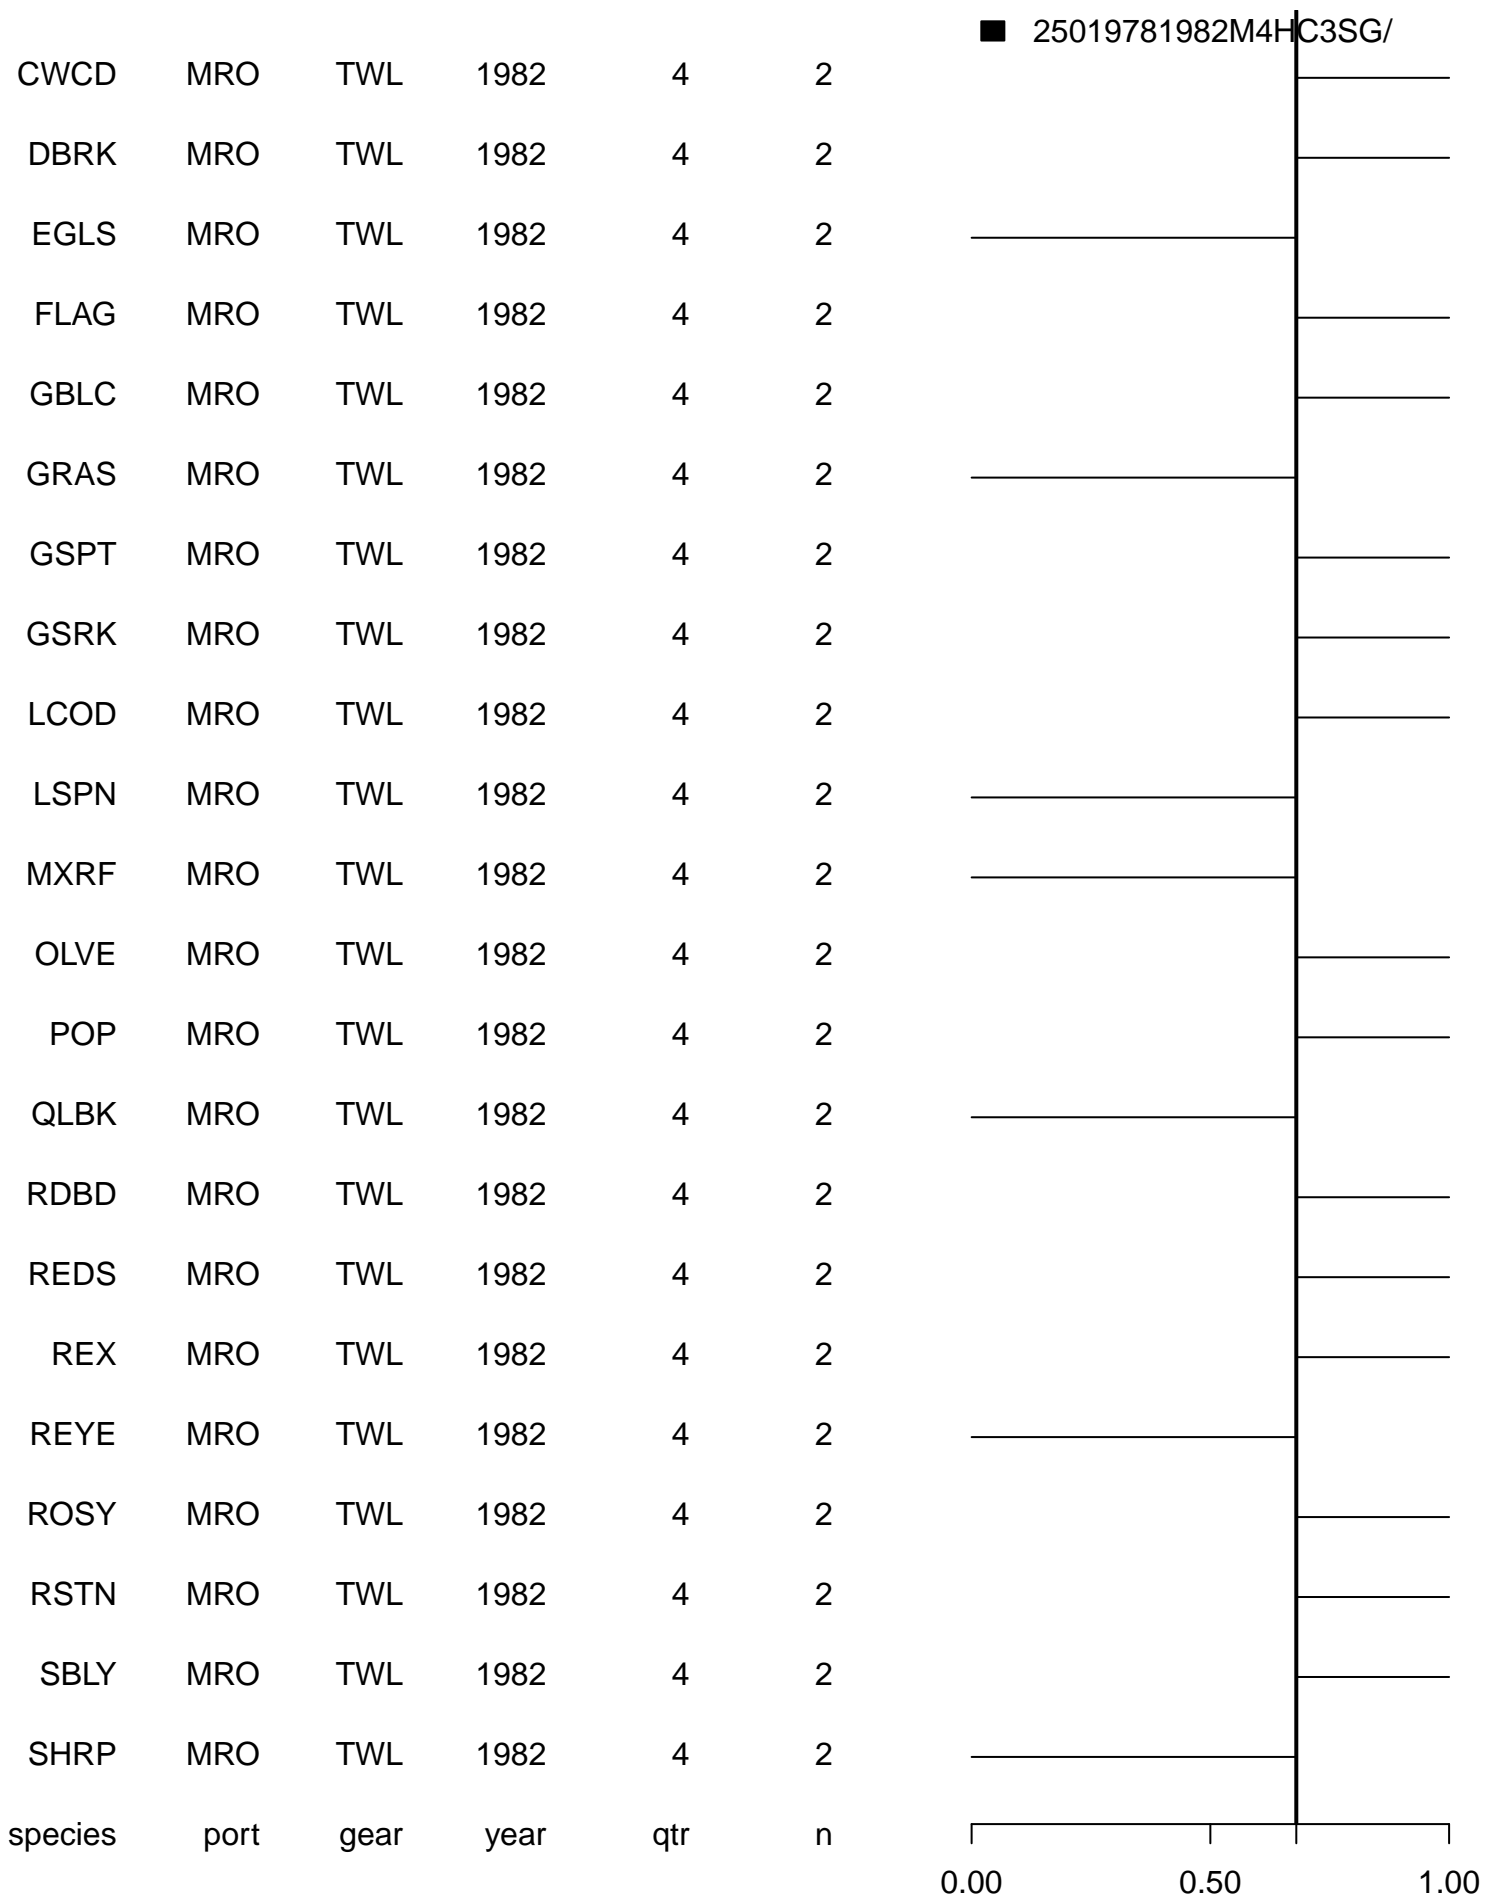 25019781982M4HC3SG/
CWCD MRO TWL 1982 4 2
DBRK MRO TWL 1982 4 2
EGLS MRO TWL 1982 4 2
FLAG MRO TWL 1982 4 2
GBLC MRO TWL 1982 4 2
GRAS MRO TWL 1982 4 2
GSPT MRO TWL 1982 4 2
GSRK MRO TWL 1982 4 2
LCOD MRO TWL 1982 4 2
LSPN MRO TWL 1982 4 2
MXRF MRO TWL 1982 4 2
OLVE MRO TWL 1982 4 2
POP MRO TWL 1982 4 2
QLBK MRO TWL 1982 4 2
RDBD MRO TWL 1982 4 2
REDS MRO TWL 1982 4 2
REX MRO TWL 1982 4 2
REYE MRO TWL 1982 4 2
ROSY MRO TWL 1982 4 2
RSTN MRO TWL 1982 4 2
SBLY MRO TWL 1982 4 2
SHRP MRO TWL 1982 4 2
species port gear year qtr n
0.00 0.50 1.00